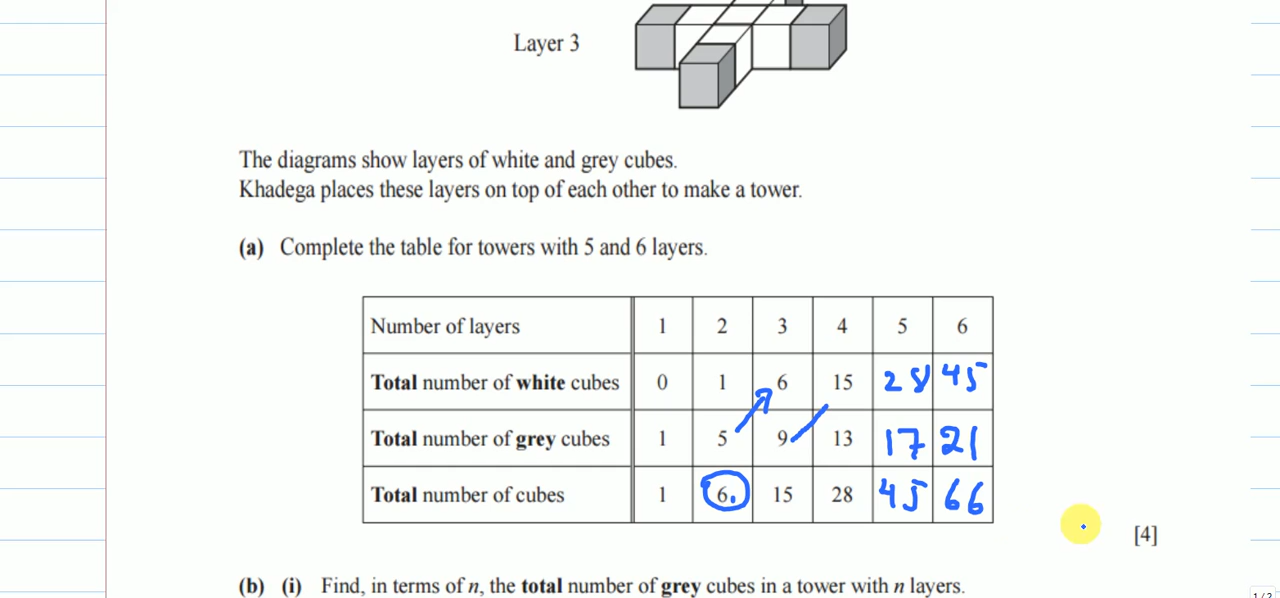 Layer 3
The diagrams show layers of white and grey cubes.
Khadega places these layers on top of each other to make a tower.
(a) Complete the table for towers with 5 and 6 layers.
Number of layers 1 2 3 4 5 6
Total number of white cubes 0 1 6 15 28 45
Total number of grey cubes 1 5 9 13 17 21
Total number of cubes 1 6 15 28 45 66
[4]
(b) (i) Find, in terms of n, the total number of grey cubes in a tower with n layers.
1/2